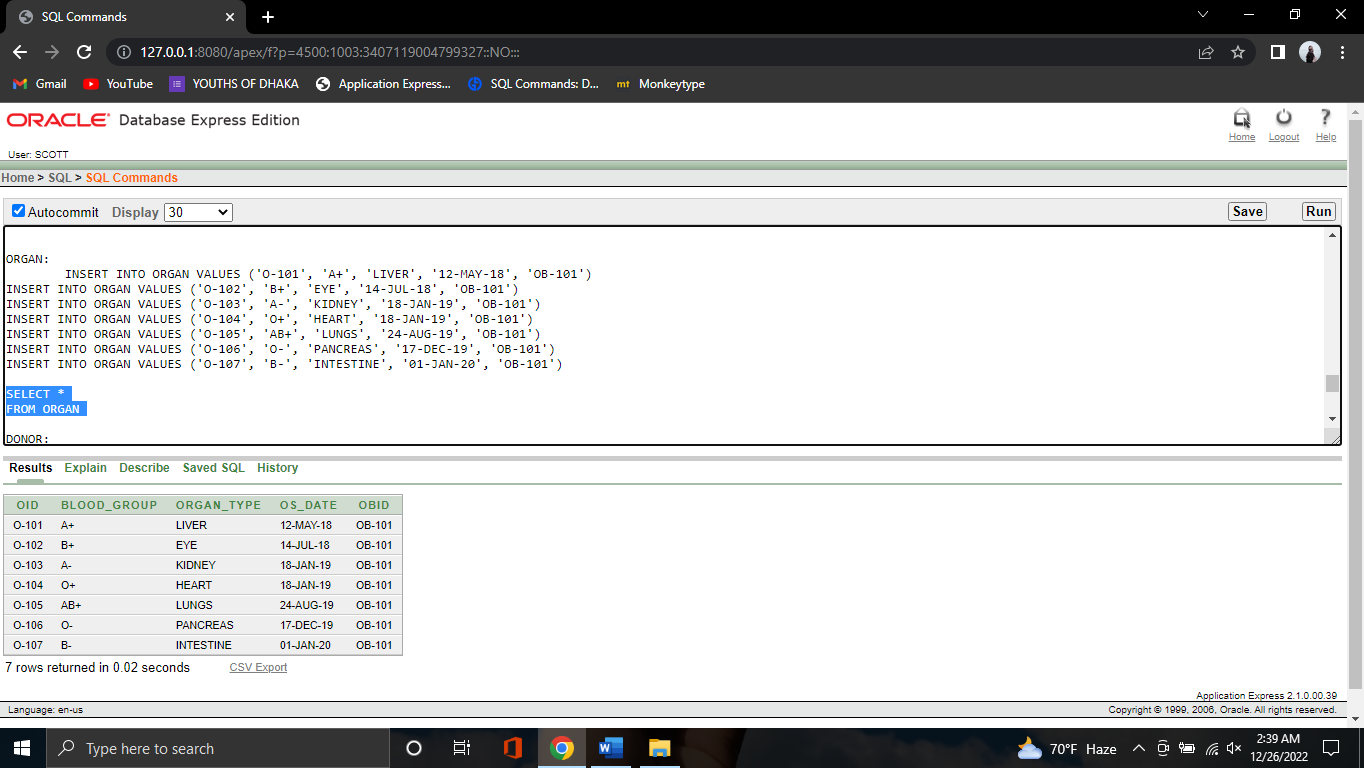 SQL Commands
127.0.0.1:8080/apex/f?p=4500:1003:3407119004799327::NO:::
Gmail YouTube YOUTHS OF DHAKA Application Express... SQL Commands: D... mt Monkeytype
ORACLE Database Express Edition
Home Logout Help
User: SCOTT
Home > SQL > SQL Commands
Autocommit Display 30 Save Run
ORGAN:
INSERT INTO ORGAN VALUES ('O-101', 'A+', 'LIVER', '12-MAY-18', 'OB-101')
INSERT INTO ORGAN VALUES ('O-102', 'B+', 'EYE', '14-JUL-18', 'OB-101')
INSERT INTO ORGAN VALUES ('O-103', 'A-', 'KIDNEY', '18-JAN-19', 'OB-101')
INSERT INTO ORGAN VALUES ('O-104', 'O+', 'HEART', '18-JAN-19', 'OB-101')
INSERT INTO ORGAN VALUES ('O-105', 'AB+', 'LUNGS', '24-AUG-19', 'OB-101')
INSERT INTO ORGAN VALUES ('O-106', 'O-', 'PANCREAS', '17-DEC-19', 'OB-101')
INSERT INTO ORGAN VALUES ('O-107', 'B-', 'INTESTINE', '01-JAN-20', 'OB-101')
SELECT *
FROM ORGAN
DONOR:
Results Explain Describe Saved SQL History
OID BLOOD_GROUP ORGAN_TYPE OS_DATE OBID
O-101 A+ LIVER 12-MAY-18 OB-101
O-102 B+ EYE 14-JUL-18 OB-101
O-103 A- KIDNEY 18-JAN-19 OB-101
O-104 O+ HEART 18-JAN-19 OB-101
O-105 AB+ LUNGS 24-AUG-19 OB-101
O-106 O- PANCREAS 17-DEC-19 OB-101
O-107 B- INTESTINE 01-JAN-20 OB-101
7 rows returned in 0.02 seconds CSV Export
Application Express 2.1.0.00.39
Language: en-us Copyright © 1999, 2006, Oracle. All rights reserved.
Type here to search 70°F Haze 2:39 AM
12/26/2022